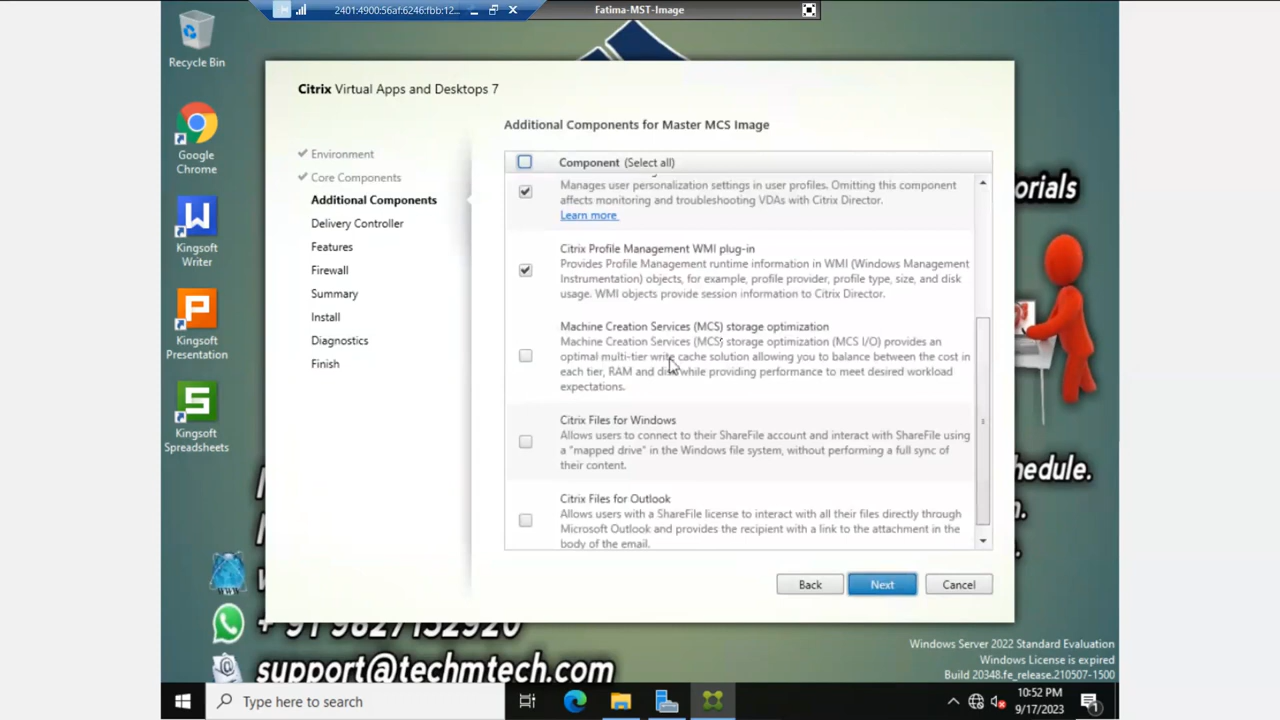 2401:4900:56af:6246:fbb:12...
Fatima-MST-Image
Recycle Bin
Google
Chrome
Kingsoft
Writer
Kingsoft
Presentation
Kingsoft
Spreadsheets
Citrix Virtual Apps and Desktops 7
Environment
Core Components
Additional Components
Delivery Controller
Features
Firewall
Summary
Install
Diagnostics
Finish
Additional Components for Master MCS Image
Component (Select all)
Manages user personalization settings in user profiles. Omitting this component
affects monitoring and troubleshooting VDAs with Citrix Director.
Learn more
Citrix Profile Management WMI plug-in
Provides Profile Management runtime information in WMI (Windows Management
Instrumentation) objects, for example, profile provider, profile type, size, and disk
usage. WMI objects provide session information to Citrix Director.
Machine Creation Services (MCS) storage optimization
Machine Creation Services (MCS) storage optimization (MCS I/O) provides an
optimal multi-tier write cache solution allowing you to balance between the cost in
each tier, RAM and disk while providing performance to meet desired workload
expectations.
Citrix Files for Windows
Allows users to connect to their ShareFile account and interact with ShareFile using
a "mapped drive" in the Windows file system, without performing a full sync of
their content.
Citrix Files for Outlook
Allows users with a ShareFile license to interact with all their files directly through
Microsoft Outlook and provides the recipient with a link to the attachment in the
body of the email.
Back
Next
Cancel
orials
hedule.
support@techmtech.com
Windows Server 2022 Standard Evaluation
Windows License is expired
Build 20348.fe_release.210507-1500
Type here to search
10:52 PM
9/17/2023
1